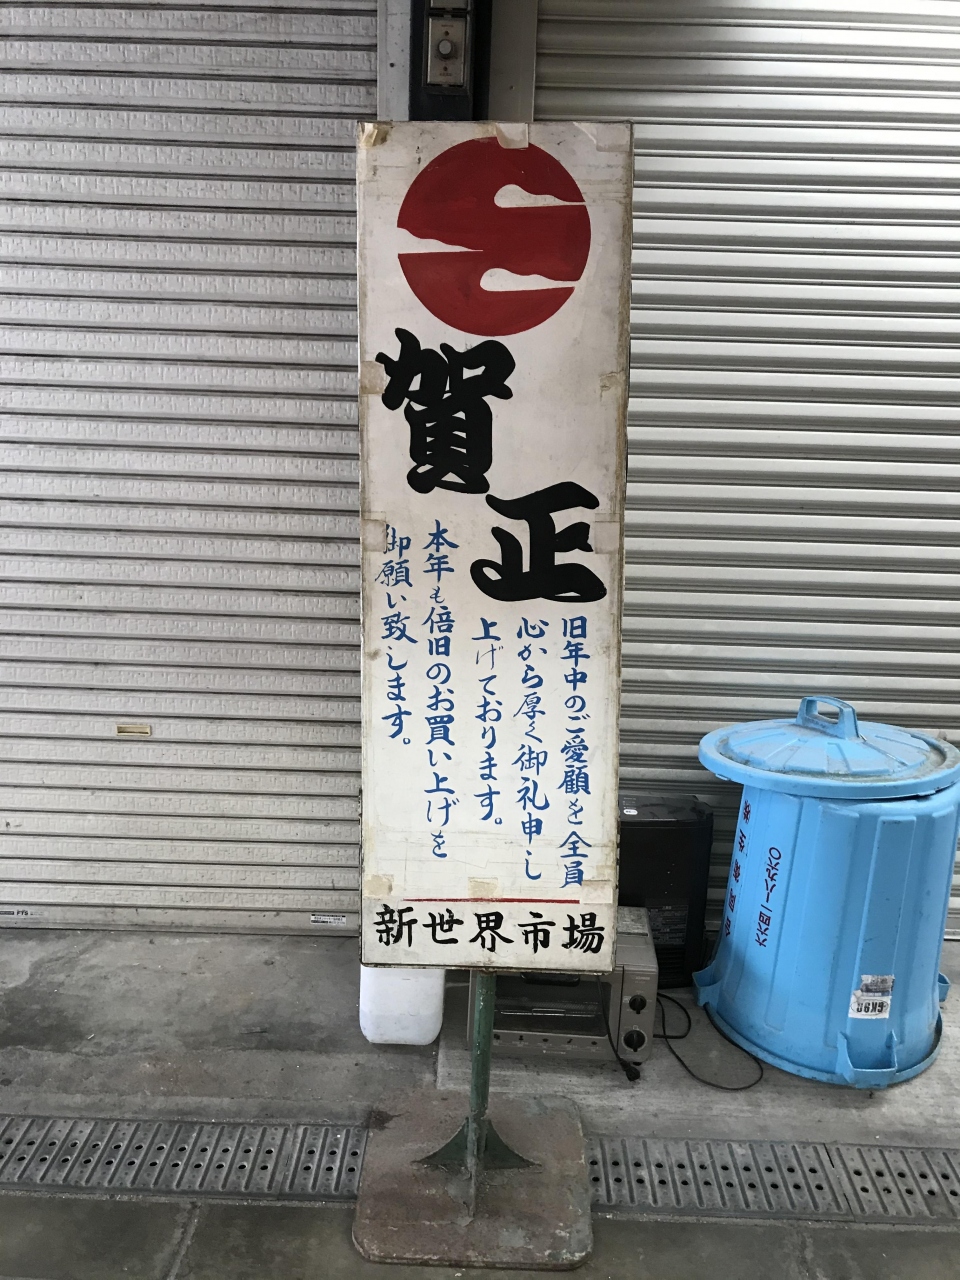 賀正
旧年中のご愛顧を全員
心から厚く御礼申し
上げております。
本年も倍旧のお買い上げを
御願い致します。
新世界市場